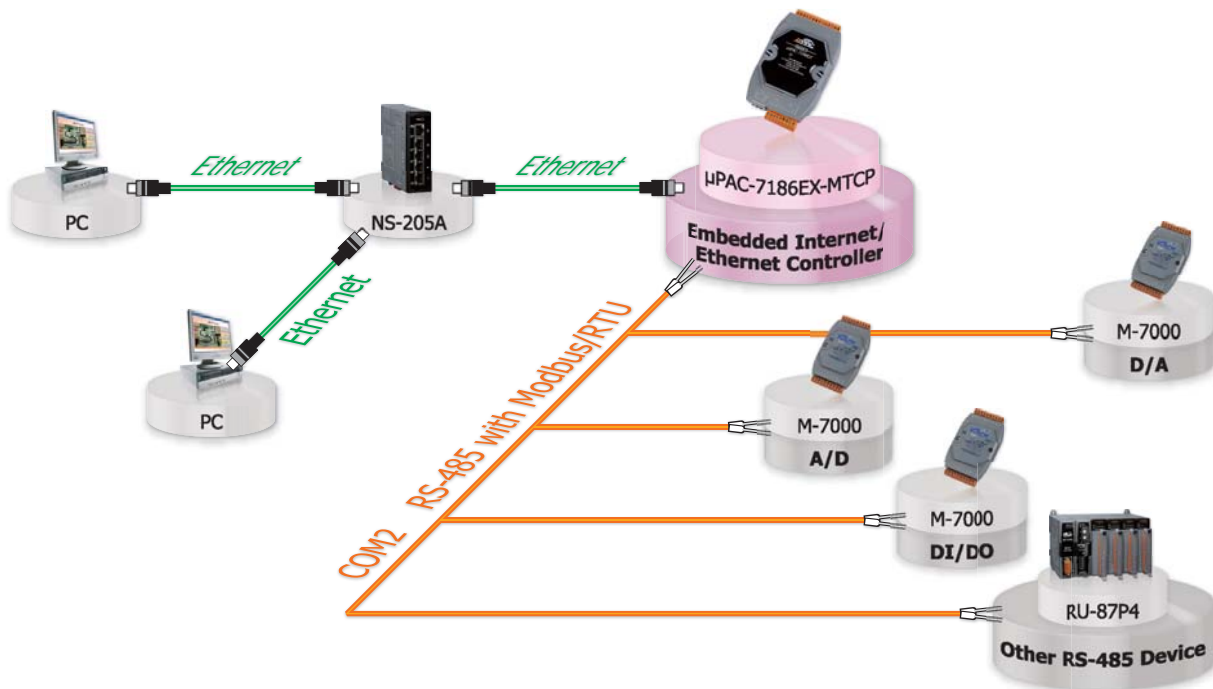 Ethernet
Ethernet
PC
NS-205A
µPAC-7186EX-MTCP
Embedded Internet/
Ethernet Controller
Ethernet
PC
COM2 RS-485 with Modbus/RTU
M-7000
D/A
M-7000
A/D
M-7000
DI/DO
RU-87P4
Other RS-485 Device